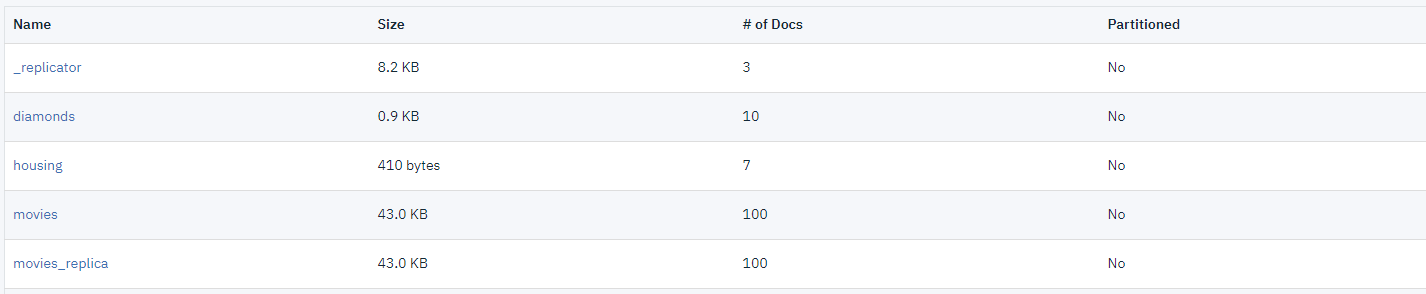 Name Size # of Docs Partitioned
_replicator 8.2 KB 3 No
diamonds 0.9 KB 10 No
housing 410 bytes 7 No
movies 43.0 KB 100 No
movies_replica 43.0 KB 100 No